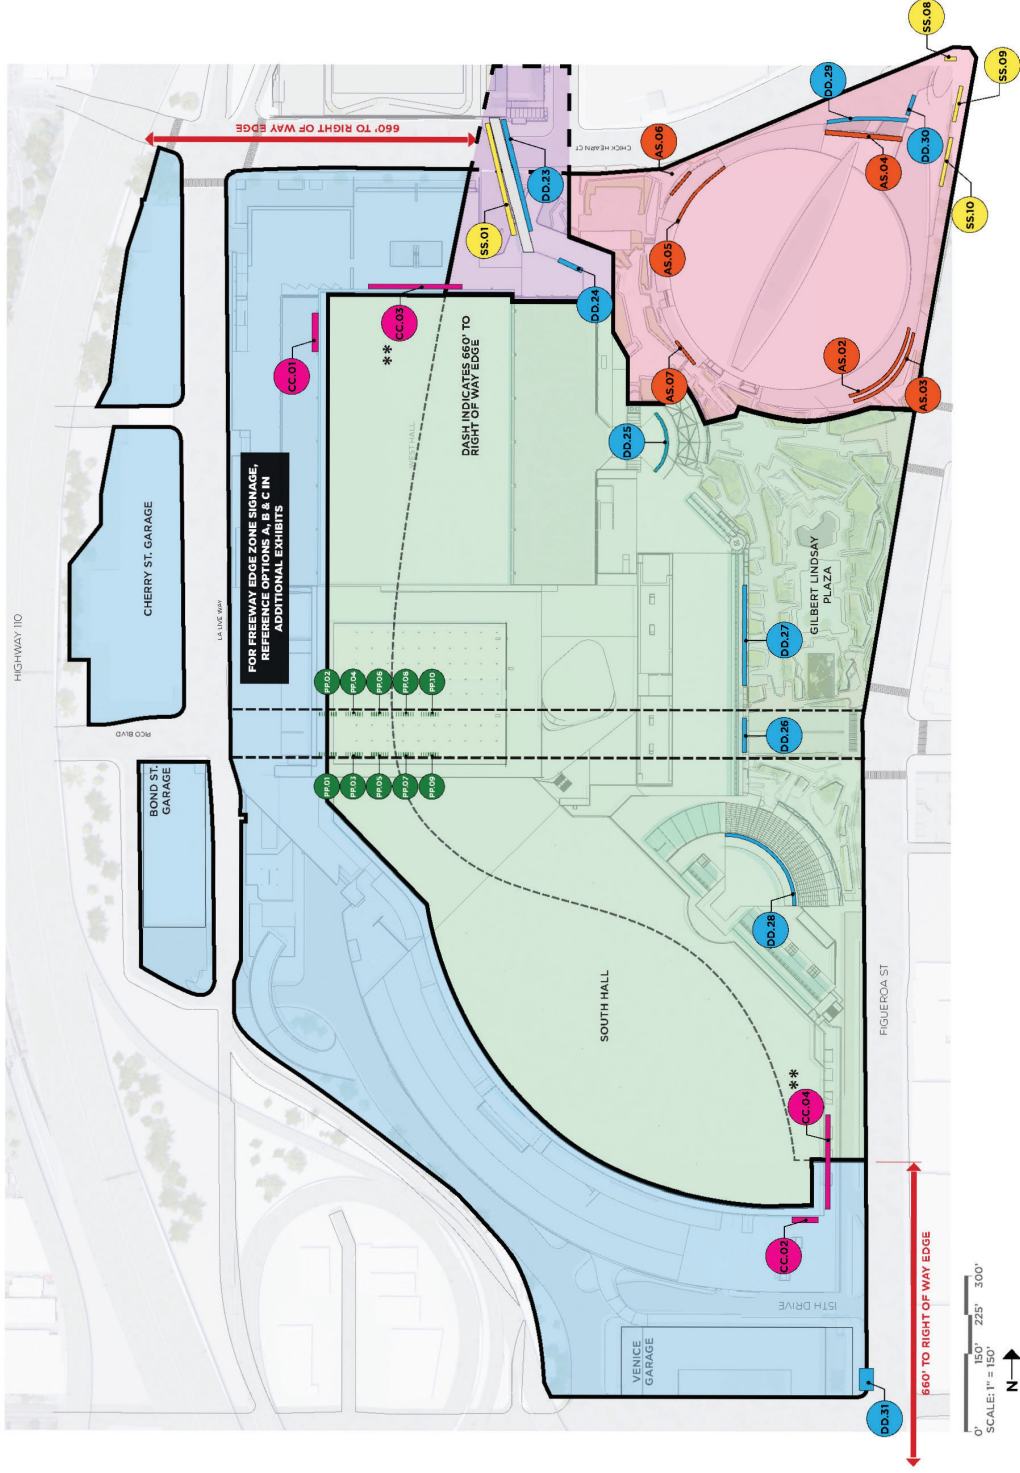 HIGHWAY 110
CHERRY ST. GARAGE
BOND ST.
GARAGE
PICO BLVD
LA LIVE WAY
660' TO RIGHT OF WAY EDGE
FOR FREEWAY EDGE ZONE SIGNAGE,
REFERENCE OPTIONS A, B & C IN
ADDITIONAL EXHIBITS
CC.01
CC.03
**
WEST HALL
DASH INDICATES 660' TO
RIGHT OF WAY EDGE
PP.01
PP.02
PP.03
PP.04
PP.05
PP.06
PP.07
PP.08
PP.09
PP.10
SS.01
DD.23
DD.24
CHICK HEARN CT
AS.06
AS.05
AS.07
DD.25
SOUTH HALL
DD.28
DD.26
DD.27
GILBERT LINDSAY
PLAZA
AS.02
AS.03
AS.04
DD.29
DD.30
SS.08
SS.09
SS.10
**
CC.04
CC.02
15TH DRIVE
VENICE
GARAGE
DD.31
FIGUEROA ST
660' TO RIGHT OF WAY EDGE
0' 150' 225' 300'
SCALE: 1" = 150'
N